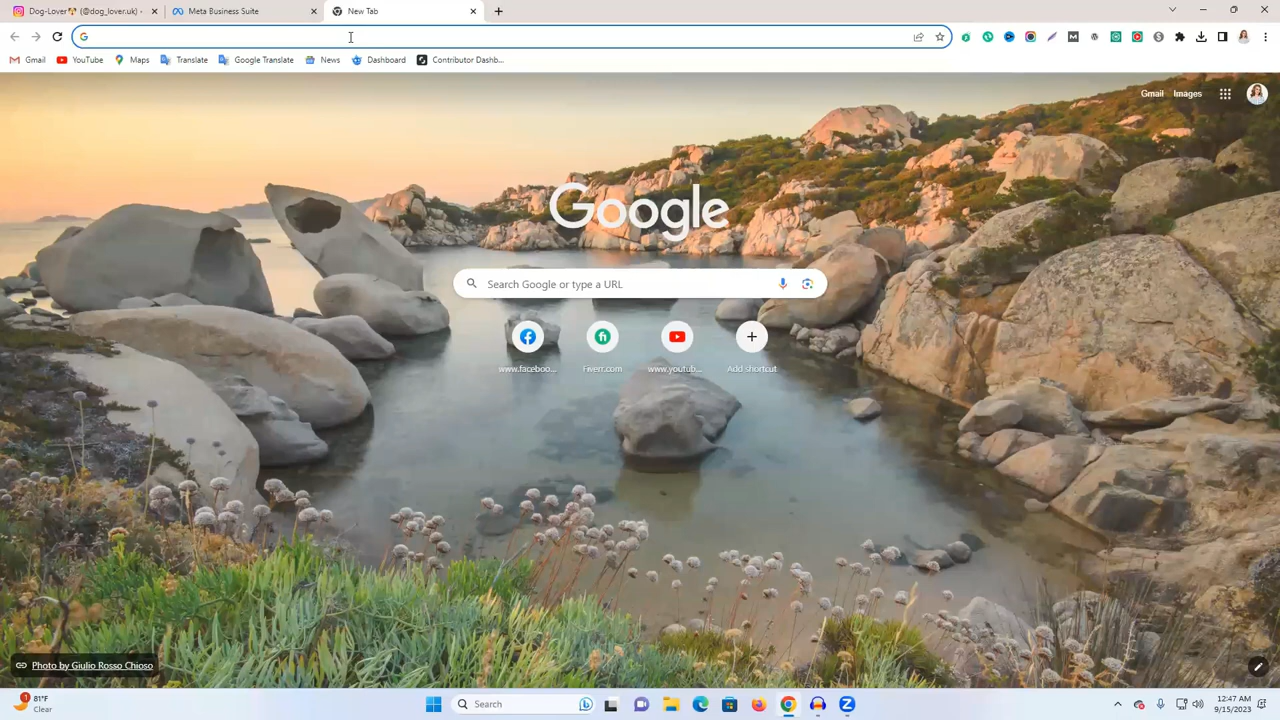 Dog-Lover🐶 (@dog_lover.uk) -
Meta Business Suite
New Tab
Gmail
YouTube
Maps
Translate
Google Translate
News
Dashboard
Contributor Dashb...
Gmail
Images
Google
Search Google or type a URL
www.faceboo...
Fiverr.com
www.youtub...
Add shortcut
Photo by Giulio Rosso Chioso
1
81°F
Clear
Search
12:47 AM
9/15/2023